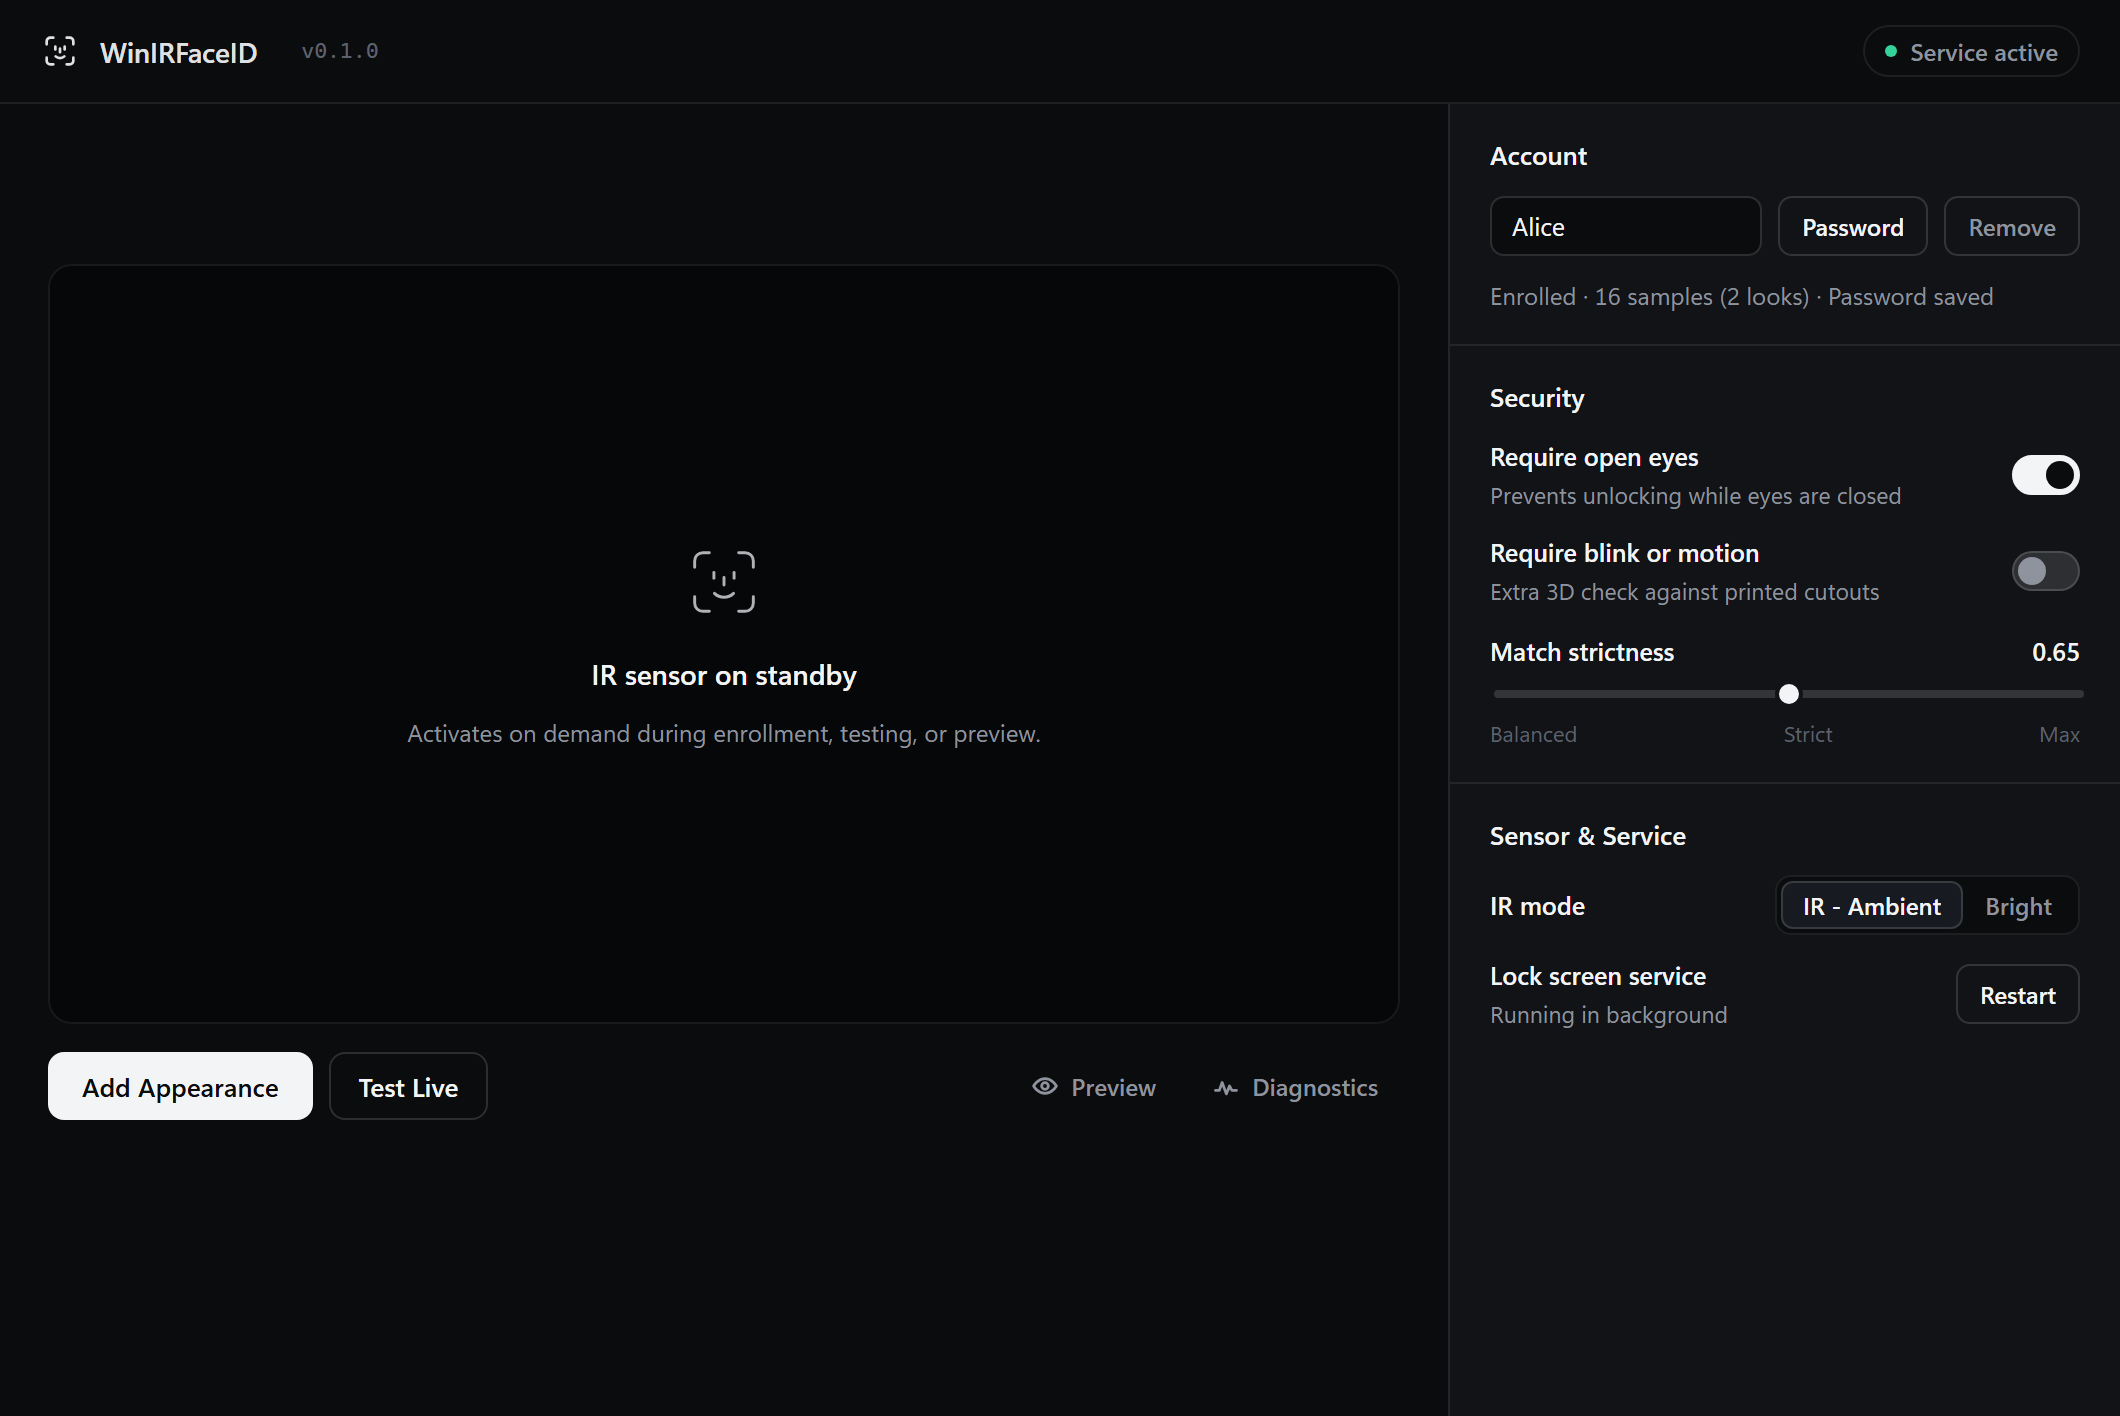 WinIRFaceID v0.1.0
Service active
IR sensor on standby
Activates on demand during enrollment, testing, or preview.
Add Appearance
Test Live
Preview
Diagnostics
Account
Alice
Password
Remove
Enrolled · 16 samples (2 looks) · Password saved
Security
Require open eyes
Prevents unlocking while eyes are closed
Require blink or motion
Extra 3D check against printed cutouts
Match strictness 0.65
Balanced Strict Max
Sensor & Service
IR mode
IR - Ambient
Bright
Lock screen service
Running in background
Restart